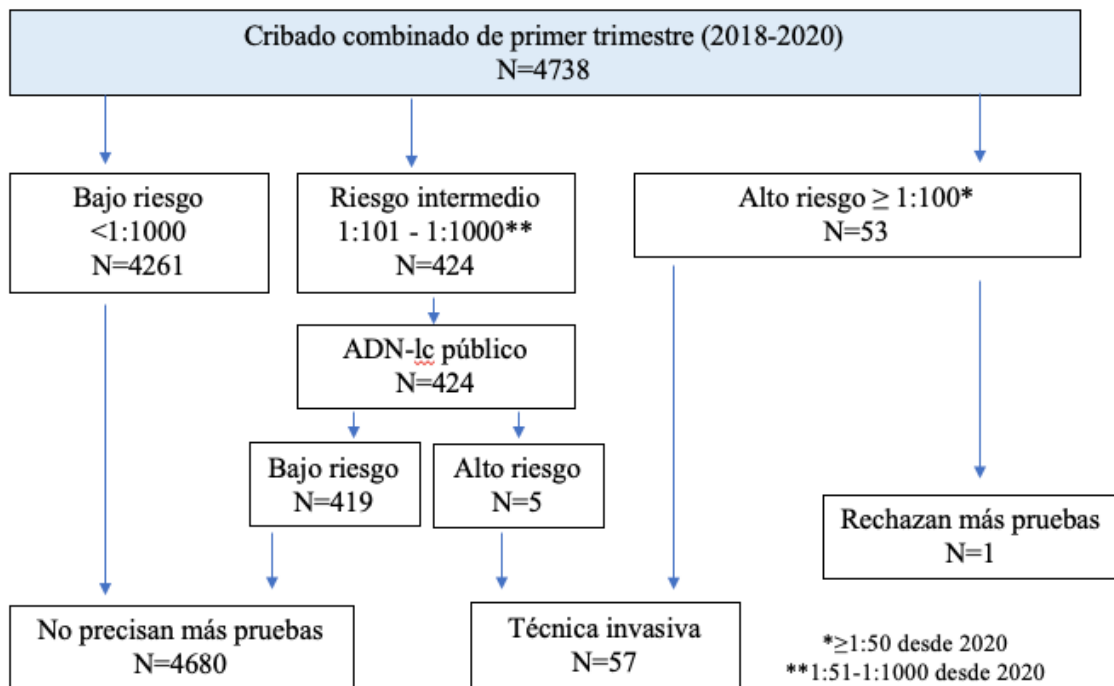 Cribado combinado de primer trimestre (2018-2020)
N=4738
Bajo riesgo
<1:1000
N=4261
Riesgo intermedio
1:101 - 1:1000**
N=424
Alto riesgo ≥ 1:100*
N=53
ADN-lc público
N=424
Bajo riesgo
N=419
Alto riesgo
N=5
Rechazan más pruebas
N=1
No precisan más pruebas
N=4680
Técnica invasiva
N=57
*≥1:50 desde 2020
**1:51-1:1000 desde 2020